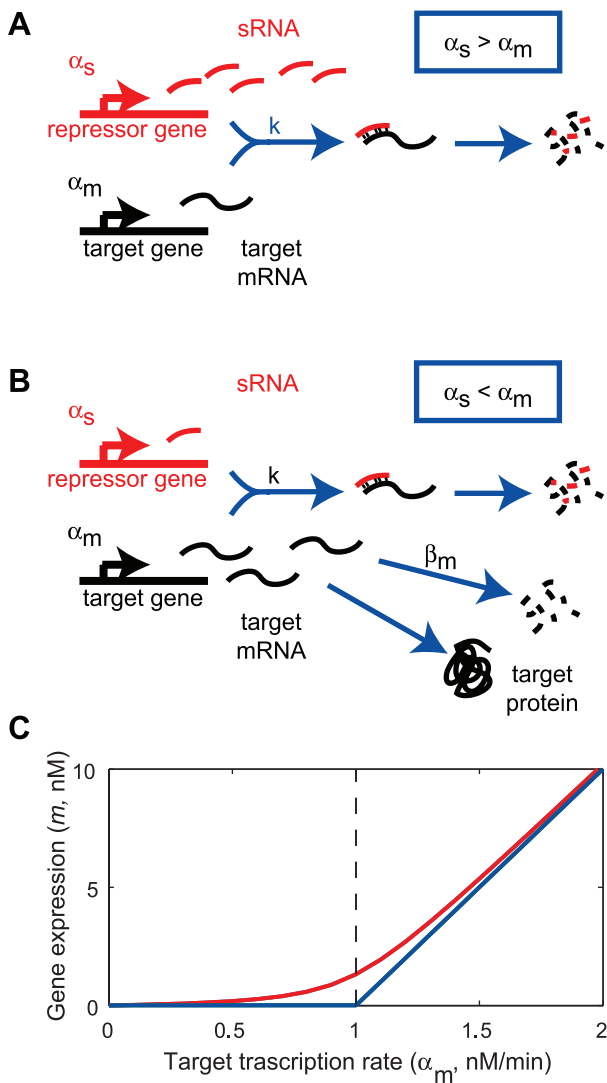 A
sRNA
αs > αm
αs
repressor gene
k
αm
target gene
target
mRNA
B
sRNA
αs < αm
αs
repressor gene
k
αm
target gene
βm
target
mRNA
target
protein
C
Gene expression (m, nM)
10
5
0
0
0.5
1
1.5
2
Target trascription rate (αm, nM/min)